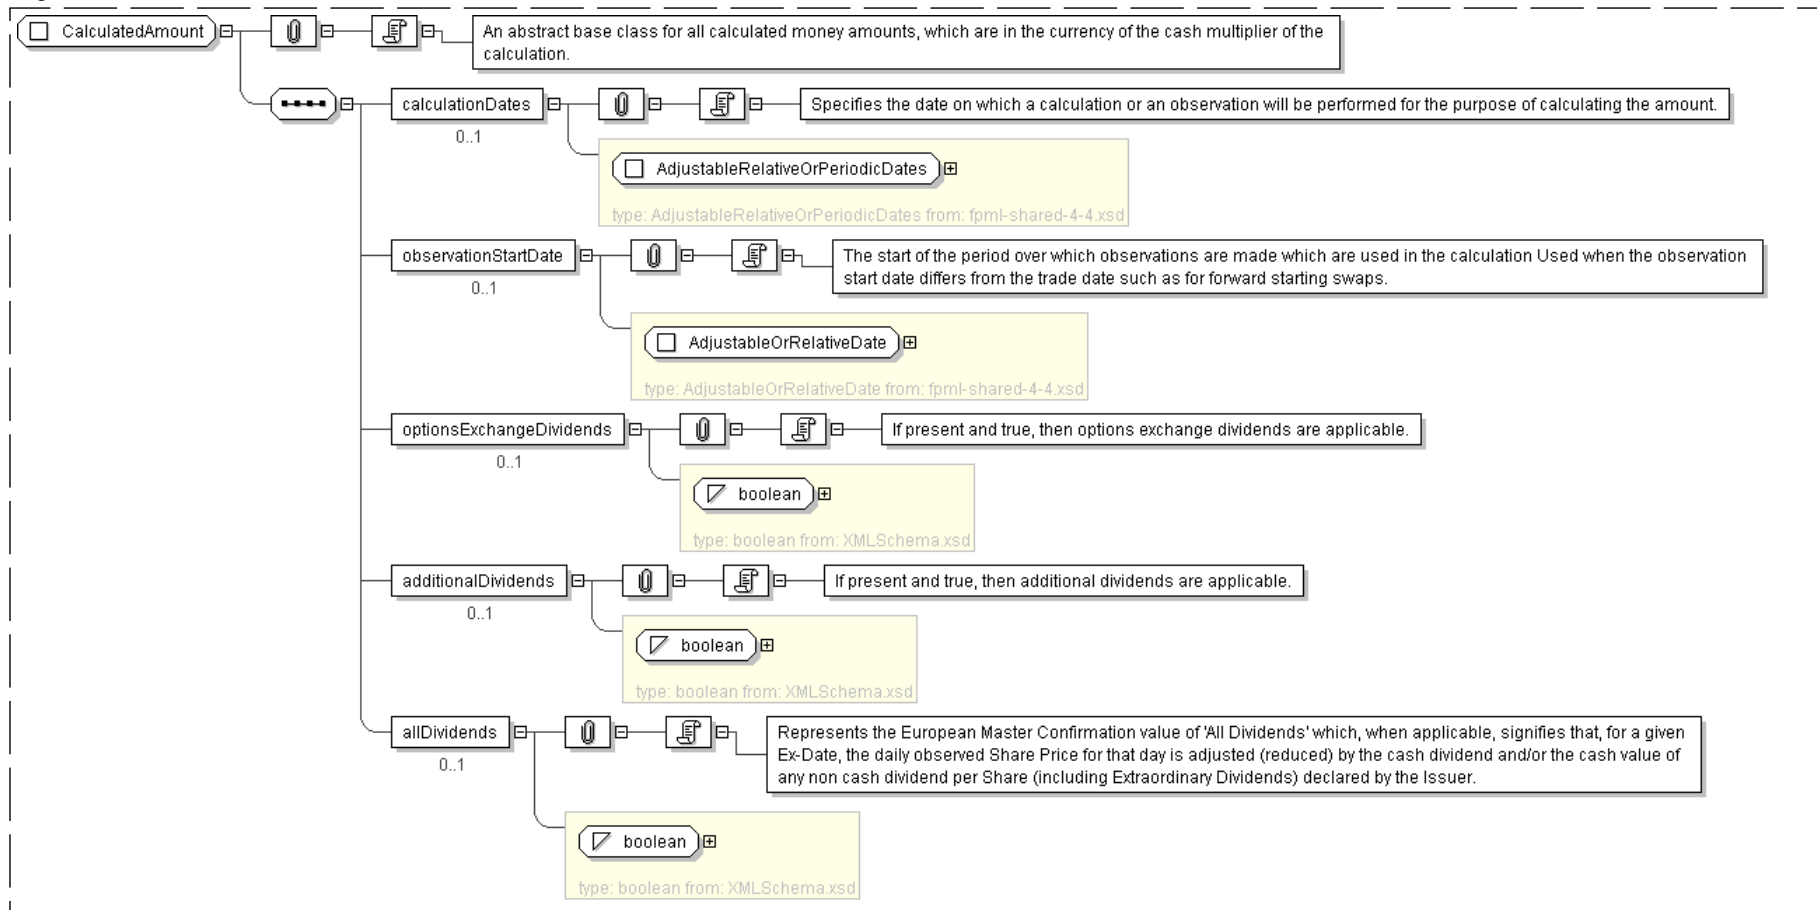 CalculatedAmount
An abstract base class for all calculated money amounts, which are in the currency of the cash multiplier of the
calculation.
calculationDates
Specifies the date on which a calculation or an observation will be performed for the purpose of calculating the amount.
0..1
AdjustableRelativeOrPeriodicDates
type: AdjustableRelativeOrPeriodicDates from: fpml-shared-4-4.xsd
observationStartDate
The start of the period over which observations are made which are used in the calculation Used when the observation
start date differs from the trade date such as for forward starting swaps.
0..1
AdjustableOrRelativeDate
type: AdjustableOrRelativeDate from: fpml-shared-4-4.xsd
optionsExchangeDividends
If present and true, then options exchange dividends are applicable.
0..1
boolean
type: boolean from: XMLSchema.xsd
additionalDividends
If present and true, then additional dividends are applicable.
0..1
boolean
type: boolean from: XMLSchema.xsd
allDividends
Represents the European Master Confirmation value of 'All Dividends' which, when applicable, signifies that, for a given
Ex-Date, the daily observed Share Price for that day is adjusted (reduced) by the cash dividend and/or the cash value of
any non cash dividend per Share (including Extraordinary Dividends) declared by the Issuer.
0..1
boolean
type: boolean from: XMLSchema.xsd